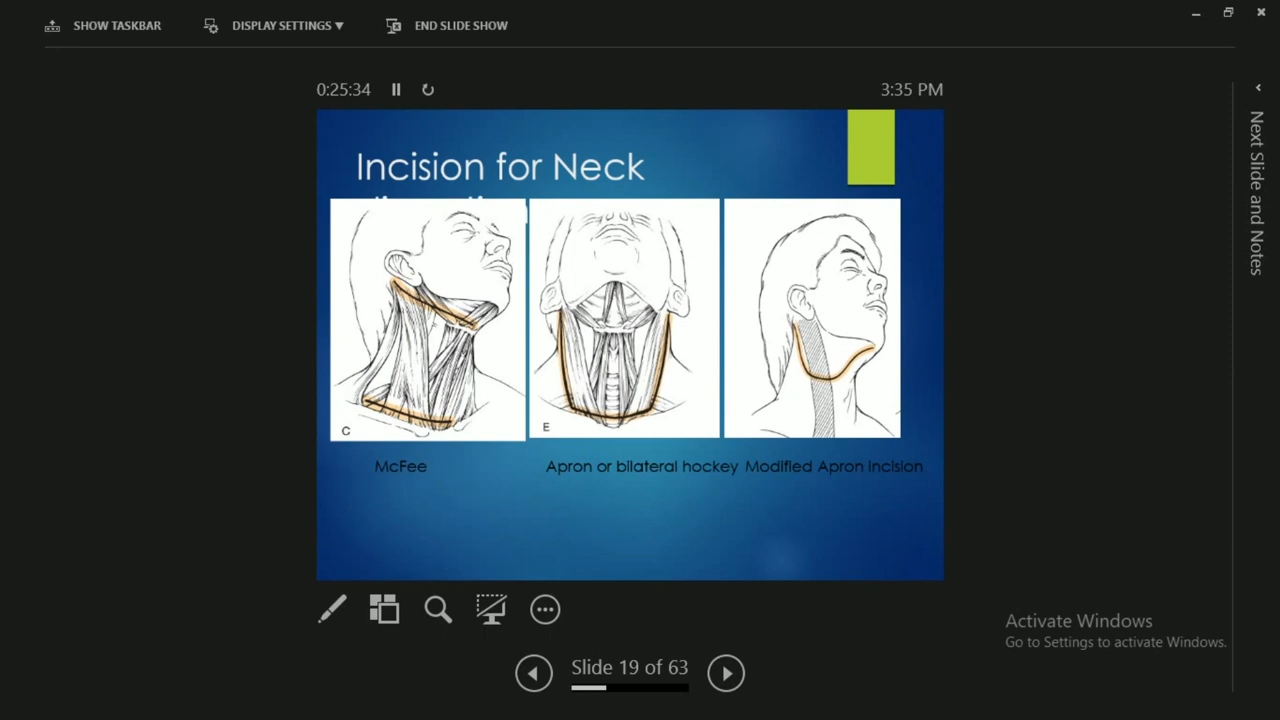 SHOW TASKBAR
DISPLAY SETTINGS ▼
END SLIDE SHOW
0:25:34
3:35 PM
Next Slide and Notes
Incision for Neck
C
E
McFee
Apron or bilateral hockey
Modified Apron incision
Activate Windows
Go to Settings to activate Windows.
Slide 19 of 63